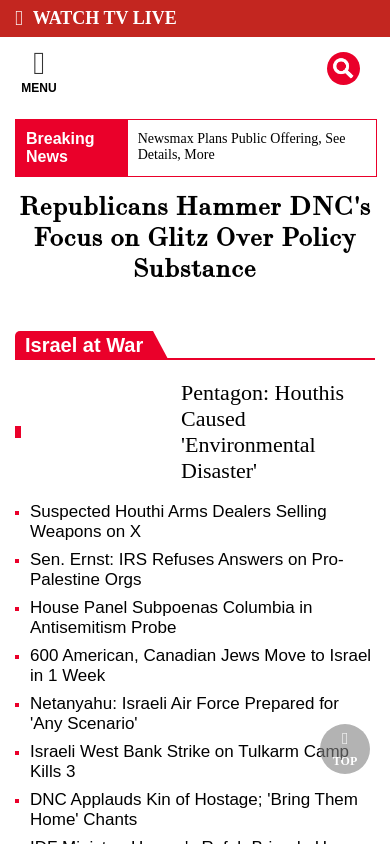 WATCH TV LIVE
MENU
Breaking
News
Newsmax Plans Public Offering, See
Details, More
Republicans Hammer DNC's
Focus on Glitz Over Policy
Substance
Israel at War
Pentagon: Houthis
Caused
'Environmental
Disaster'
Suspected Houthi Arms Dealers Selling
Weapons on X
Sen. Ernst: IRS Refuses Answers on Pro-
Palestine Orgs
House Panel Subpoenas Columbia in
Antisemitism Probe
600 American, Canadian Jews Move to Israel
in 1 Week
Netanyahu: Israeli Air Force Prepared for
'Any Scenario'
Israeli West Bank Strike on Tulkarm Camp
Kills 3
TOP
DNC Applauds Kin of Hostage; 'Bring Them
Home' Chants